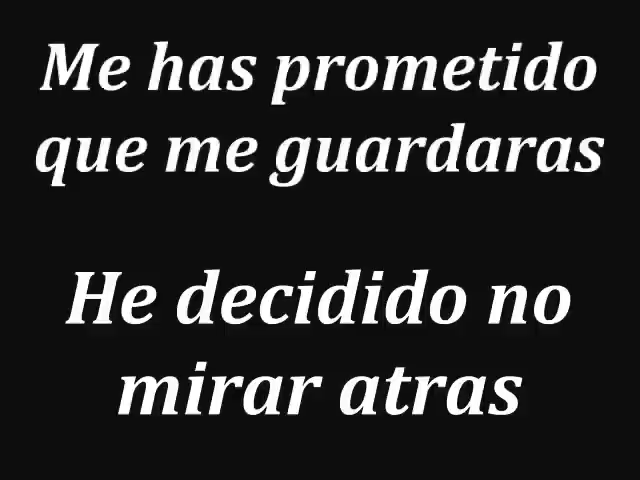 Me has prometido
que me guardaras
He decidido no
mirar atras